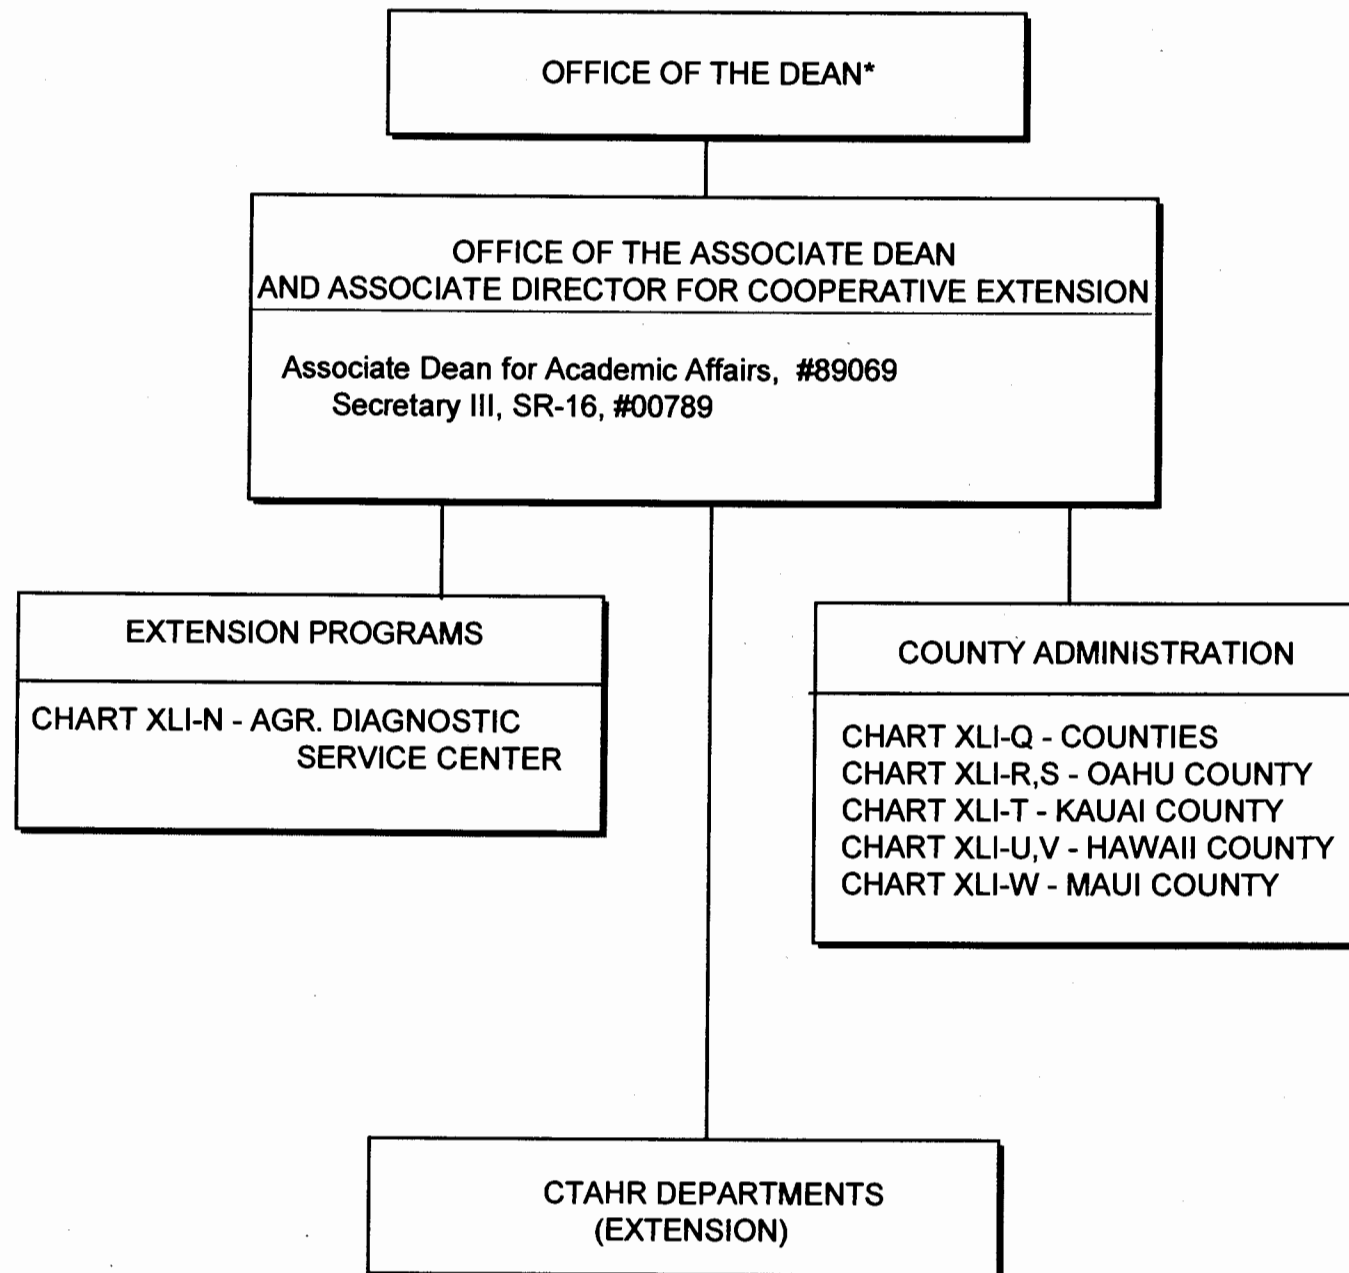 OFFICE OF THE DEAN*
OFFICE OF THE ASSOCIATE DEAN
AND ASSOCIATE DIRECTOR FOR COOPERATIVE EXTENSION
Associate Dean for Academic Affairs, #89069
Secretary III, SR-16, #00789
EXTENSION PROGRAMS
CHART XLI-N - AGR. DIAGNOSTIC
SERVICE CENTER
COUNTY ADMINISTRATION
CHART XLI-Q - COUNTIES
CHART XLI-R,S - OAHU COUNTY
CHART XLI-T - KAUAI COUNTY
CHART XLI-U,V - HAWAII COUNTY
CHART XLI-W - MAUI COUNTY
CTAHR DEPARTMENTS
(EXTENSION)